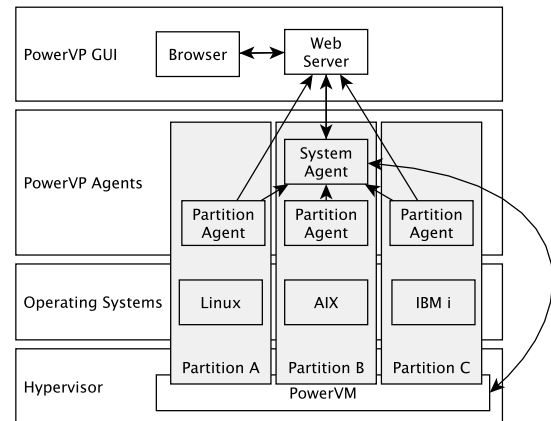 PowerVP GUI
Browser
Web
Server
PowerVP Agents
System
Agent
Partition
Agent
Partition
Agent
Partition
Agent
Operating Systems
Linux
AIX
IBM i
Partition A
Partition B
Partition C
Hypervisor
PowerVM